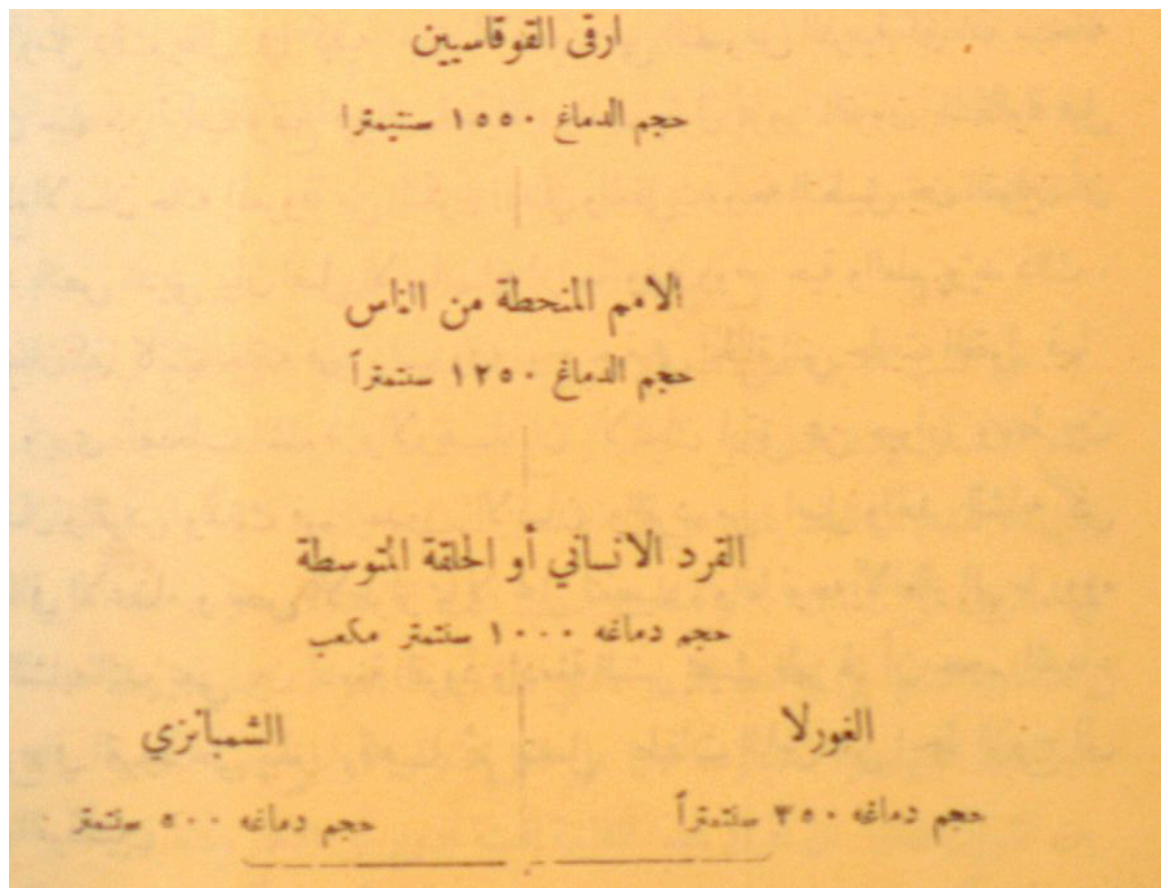 ارقى القوقاسيين
حجم الدماغ ١٥٥٠ سنتيمترا
الامم المنحطة من الناس
حجم الدماغ ١٢٥٠ سنتمتراً
القرد الانساني أو الحلقة المتوسطة
حجم دماغه ١٠٠٠ سنتمتر مكعب
الغورلا
الشمبانزي
حجم دماغه ٣٥٠ سنتمتراً
حجم دماغه ٥٠٠ سنتمتر